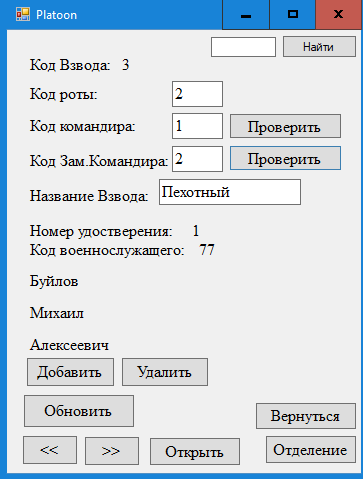 Platoon
Найти
Код Взвода: 3
Код роты: 2
Код командира: 1 Проверить
Код Зам.Командира: 2 Проверить
Название Взвода: Пехотный
Номер удостверения: 1
Код военнослужащего: 77
Буйлов
Михаил
Алексеевич
Добавить Удалить
Обновить
Вернуться
<< >> Открыть Отделение